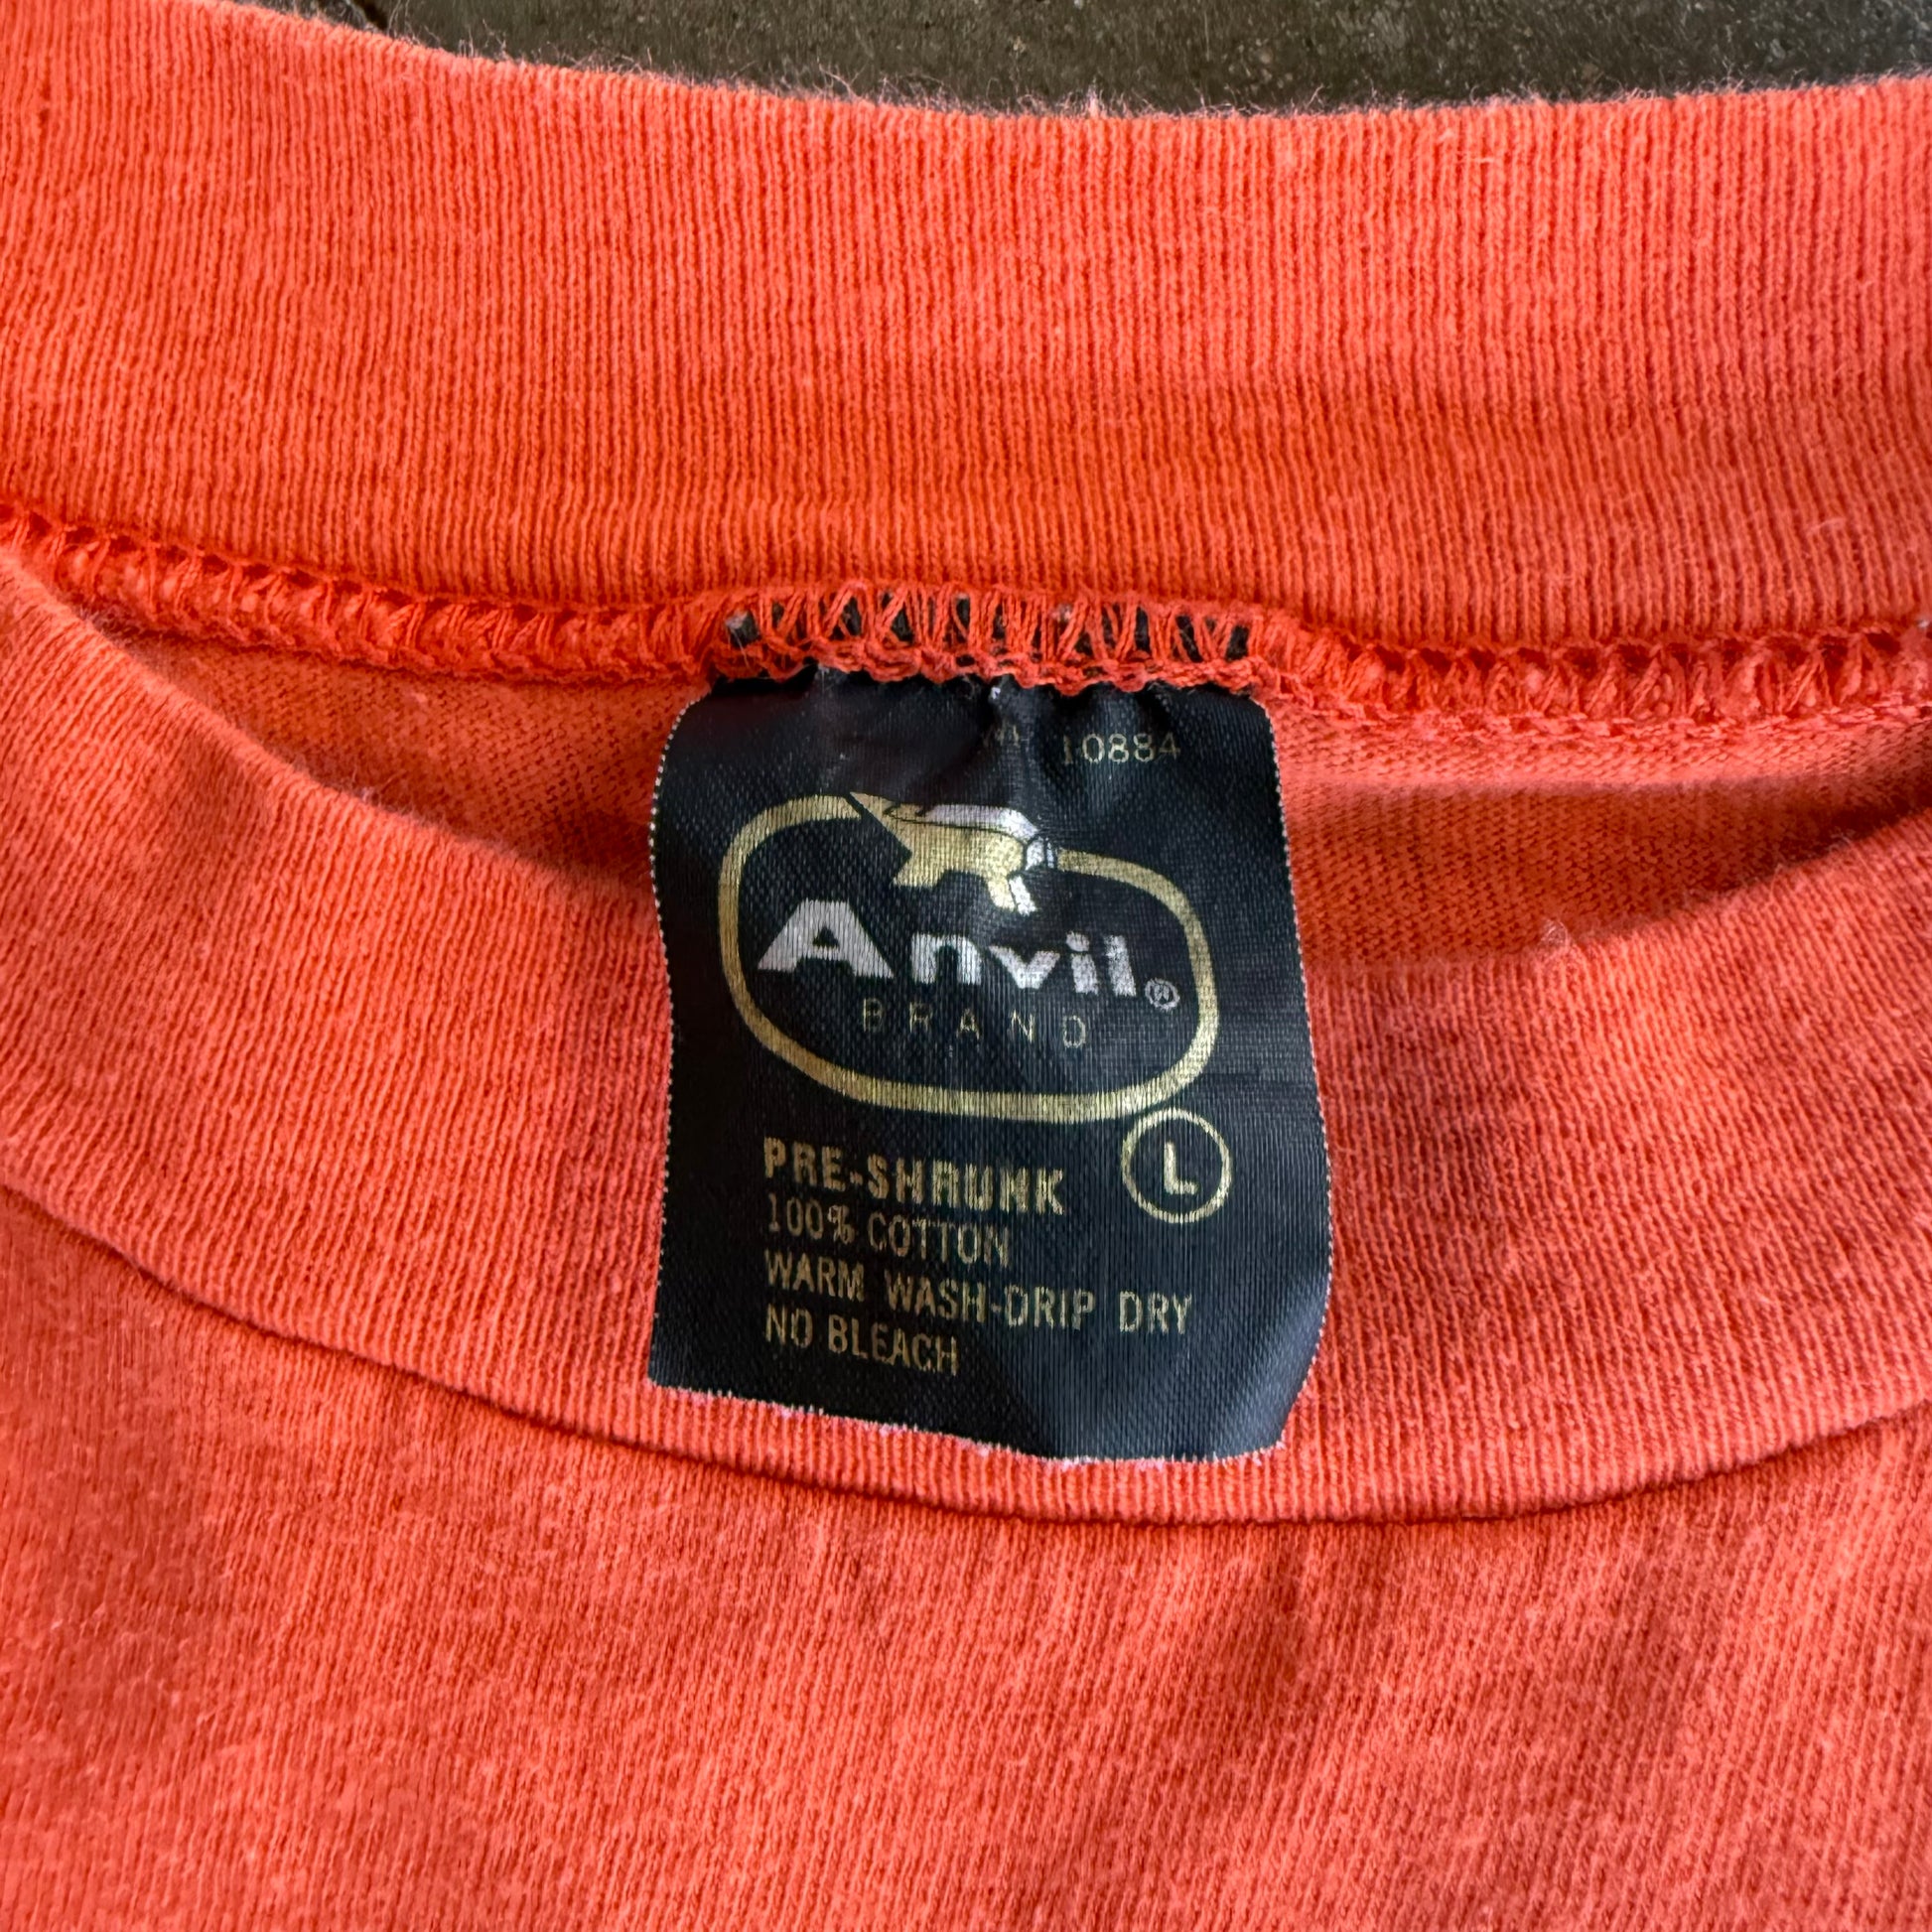 10884
Anvil®
BRAND
L
PRE-SHRUNK
100% COTTON
WARM WASH-DRIP DRY
NO BLEACH